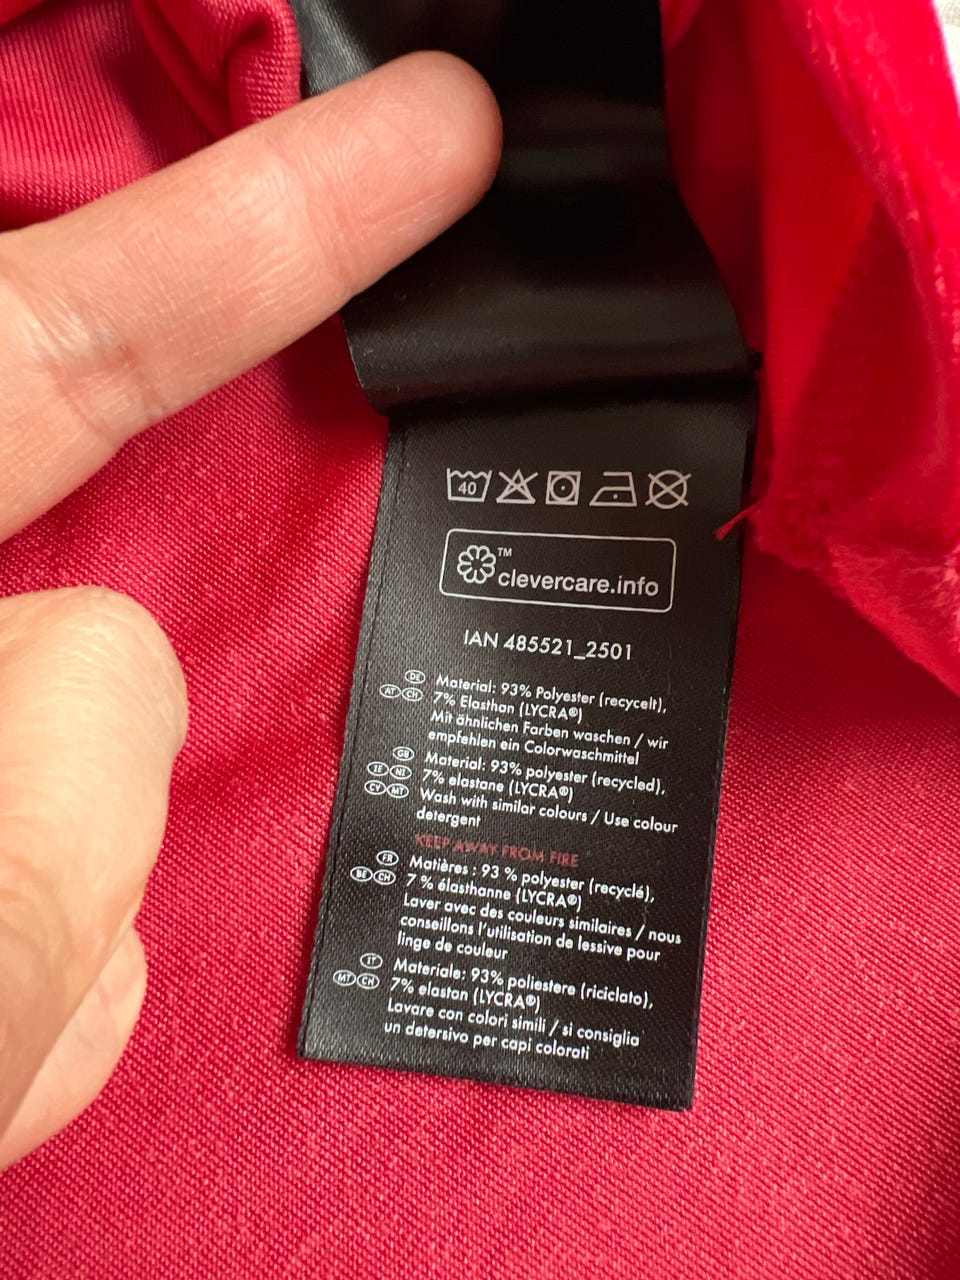 40
™
clevercare.info
IAN 485521_2501
DE AT CH Material: 93% Polyester (recycelt),
7% Elasthan (LYCRA®)
Mit ähnlichen Farben waschen / wir
empfehlen ein Colorwaschmittel
GB IE NI CY MT Material: 93% polyester (recycled),
7% elastane (LYCRA®)
Wash with similar colours / Use colour
detergent
KEEP AWAY FROM FIRE
FR BE CH Matières : 93 % polyester (recyclé),
7 % élasthanne (LYCRA®)
Laver avec des couleurs similaires / nous
conseillons l'utilisation de lessive pour
linge de couleur
IT MT CH Materiale: 93% poliestere (riciclato),
7% elastan (LYCRA®)
Lavare con colori simili / si consiglia
un detersivo per capi colorati